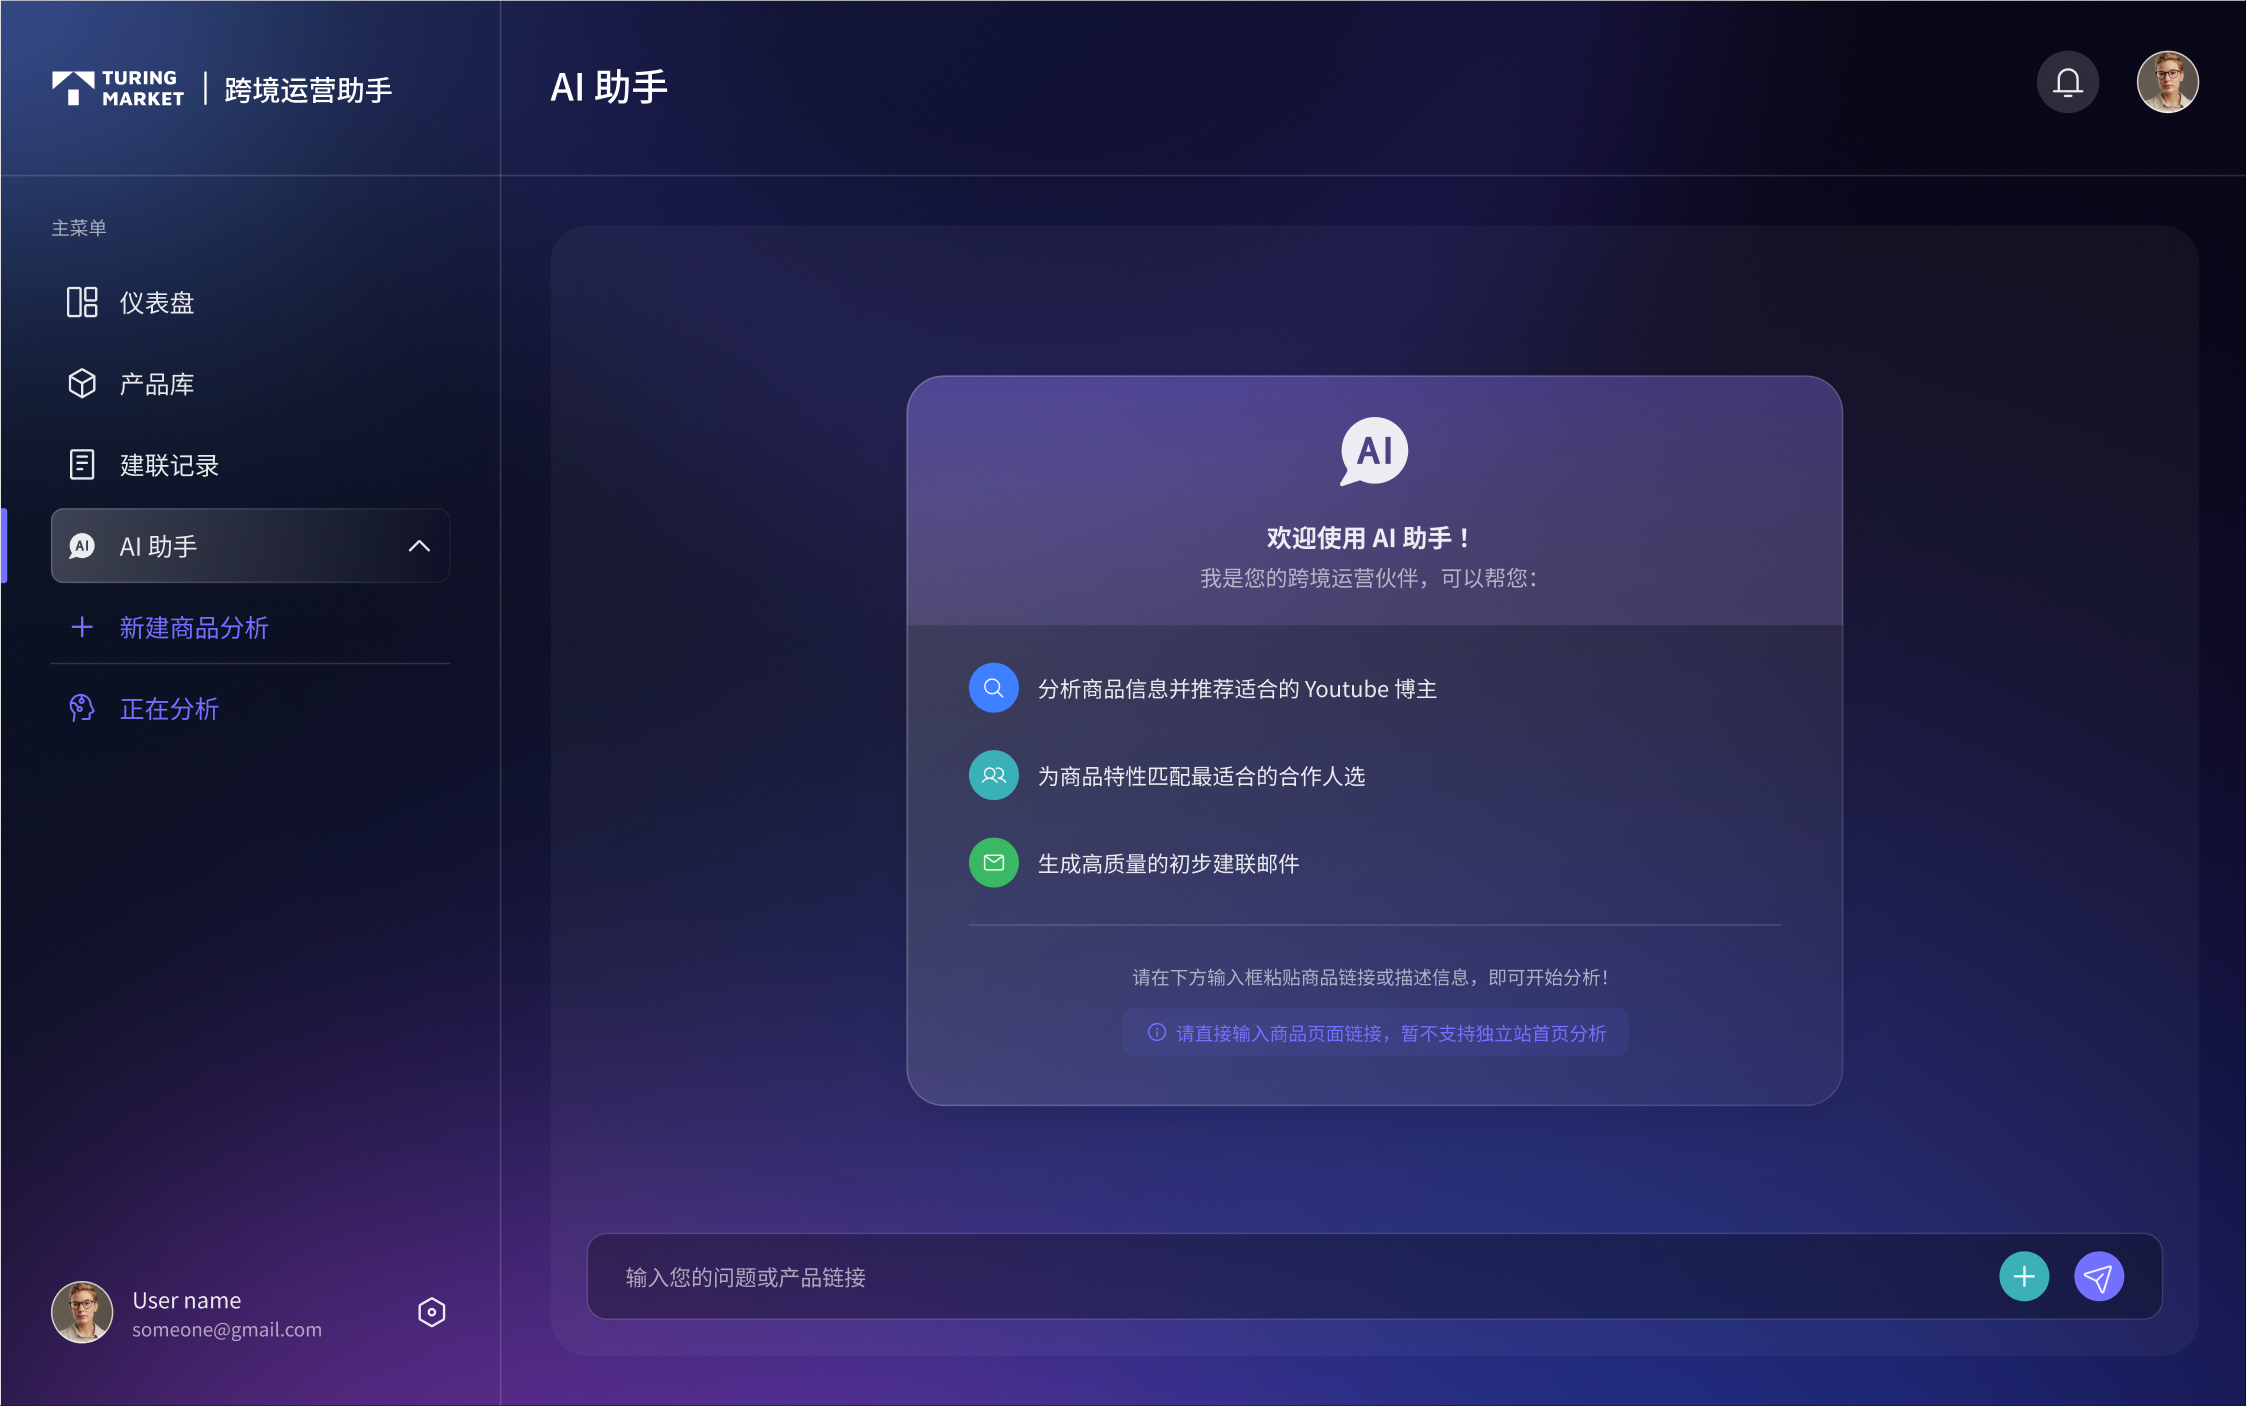 TURING
MARKET
跨境运营助手
AI 助手
主菜单
仪表盘
产品库
建联记录
AI
AI 助手
新建商品分析
正在分析
User name
someone@gmail.com
AI
欢迎使用 AI 助手！
我是您的跨境运营伙伴，可以帮您：
分析商品信息并推荐适合的 Youtube 博主
为商品特性匹配最适合的合作人选
生成高质量的初步建联邮件
请在下方输入框粘贴商品链接或描述信息，即可开始分析！
请直接输入商品页面链接，暂不支持独立站首页分析
输入您的问题或产品链接